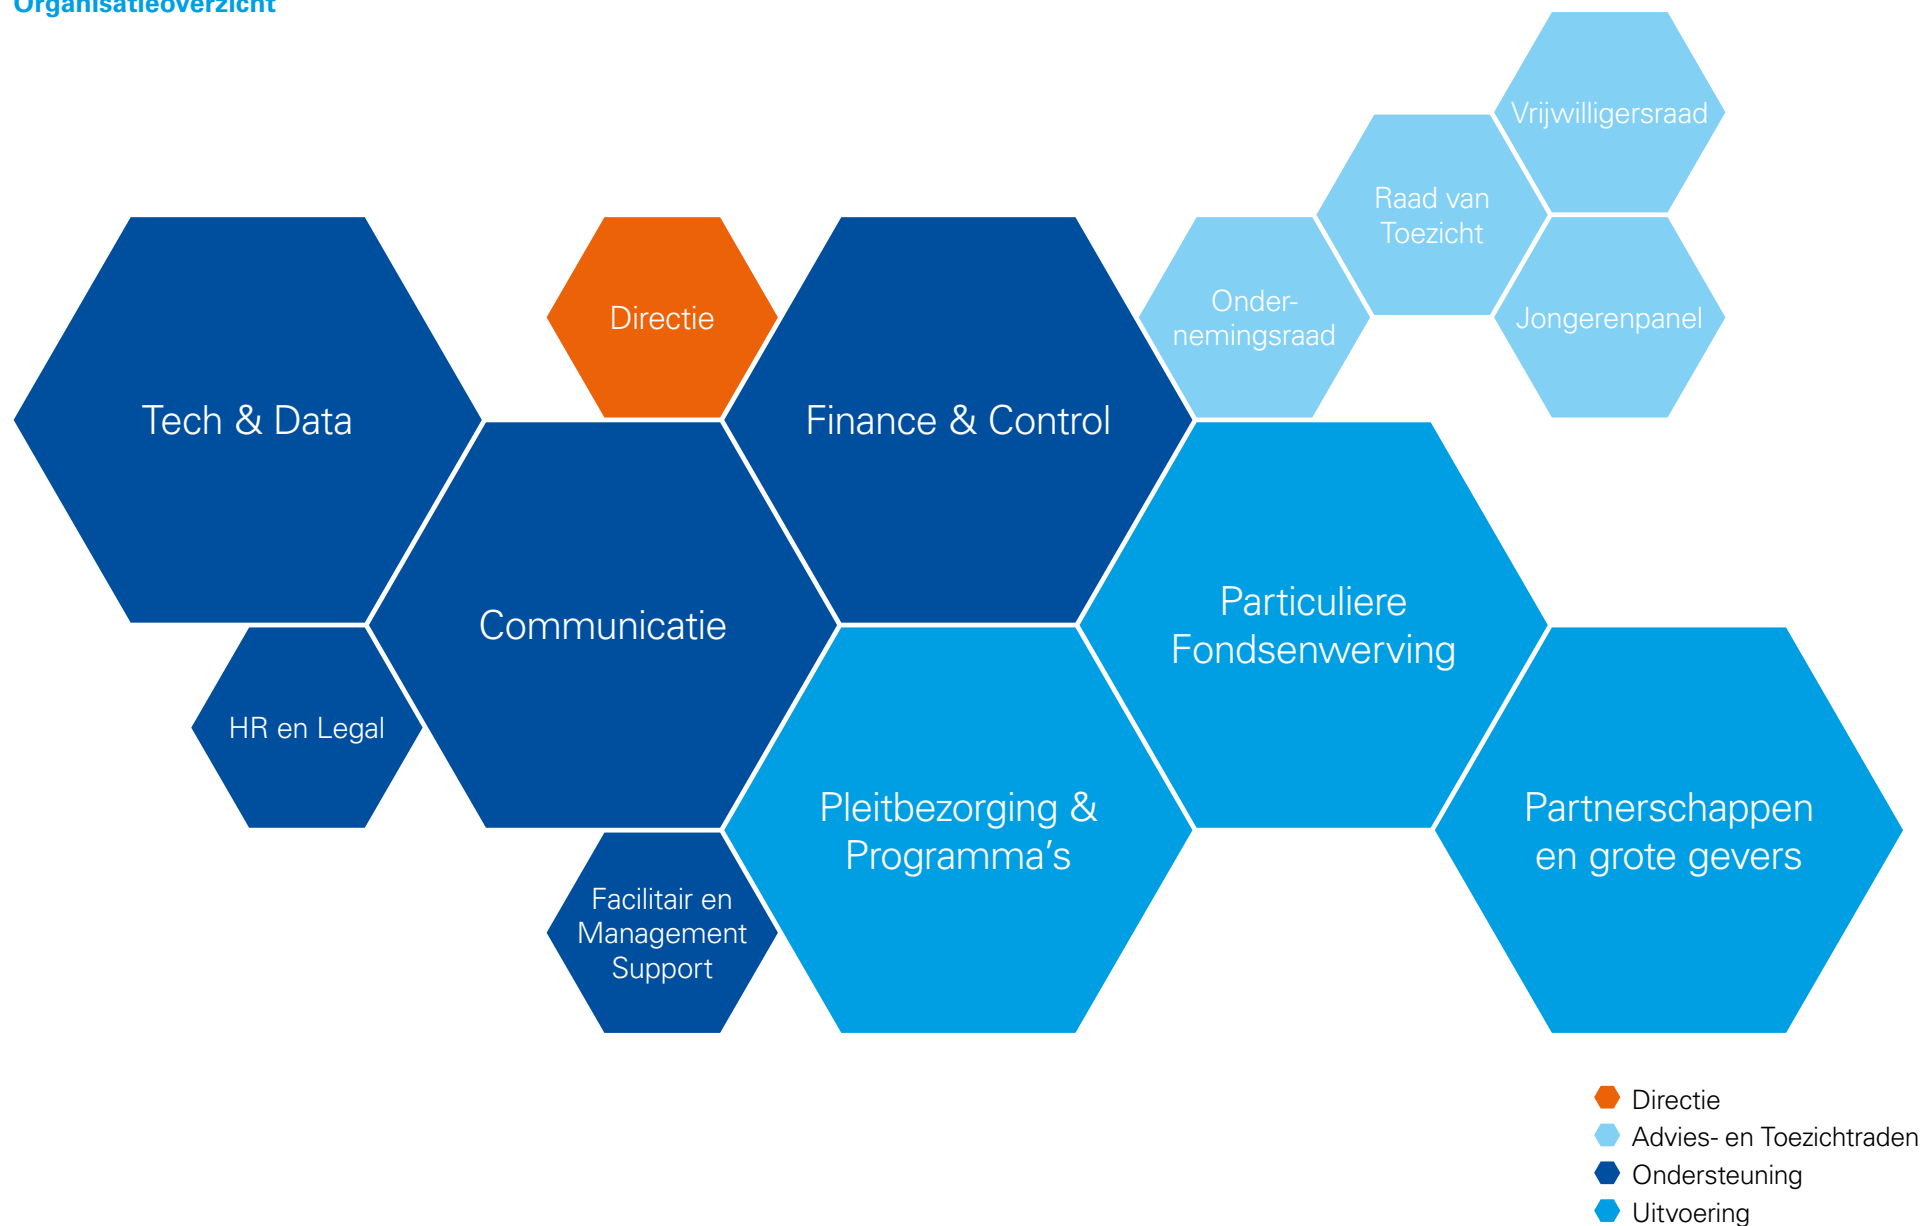 Organisatieoverzicht
Vrijwilligersraad
Raad van
Toezicht
Onder-
nemingsraad
Jongerenpanel
Directie
Tech & Data
Finance & Control
Communicatie
Particuliere
Fondsenwerving
HR en Legal
Pleitbezorging &
Programma’s
Partnerschappen
en grote gevers
Facilitair en
Management
Support
Directie
Advies- en Toezichtraden
Ondersteuning
Uitvoering